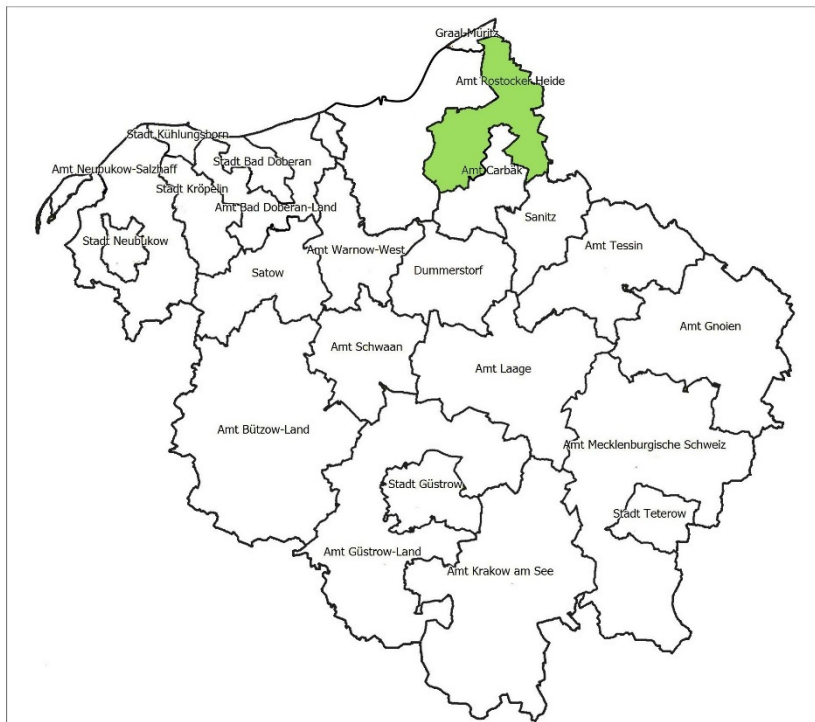 Graal-Müritz
Amt Rostocker Heide
Stadt Kühlungsborn
Stadt Bad Doberan
Amt Neubukow-Salzhaff
Amt Carbäk
Stadt Kröpelin
Amt Bad Doberan-Land
Sanitz
Stadt Neubukow
Amt Warnow-West
Amt Tessin
Satow
Dummerstorf
Amt Gnoien
Amt Schwaan
Amt Laage
Amt Bützow-Land
Amt Mecklenburgische Schweiz
Stadt Güstrow
Stadt Teterow
Amt Güstrow-Land
Amt Krakow am See